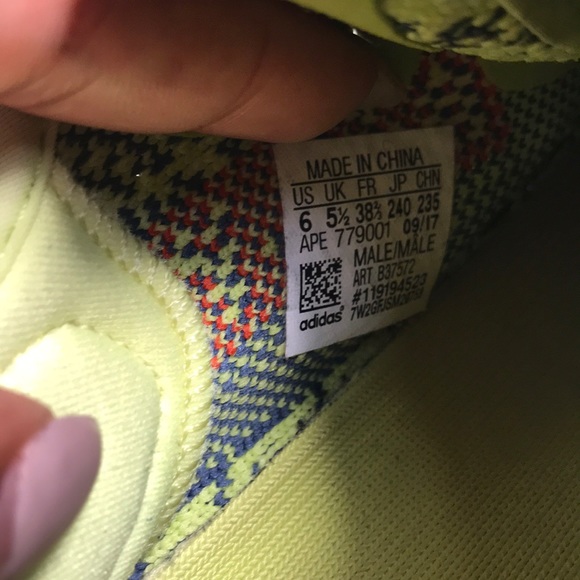 MADE IN CHINA
US UK FR JP CHN
6 5½ 38⅔ 240 235
APE 779001 09/17
MALE/MALE
ART B37572
#119194523
adidas